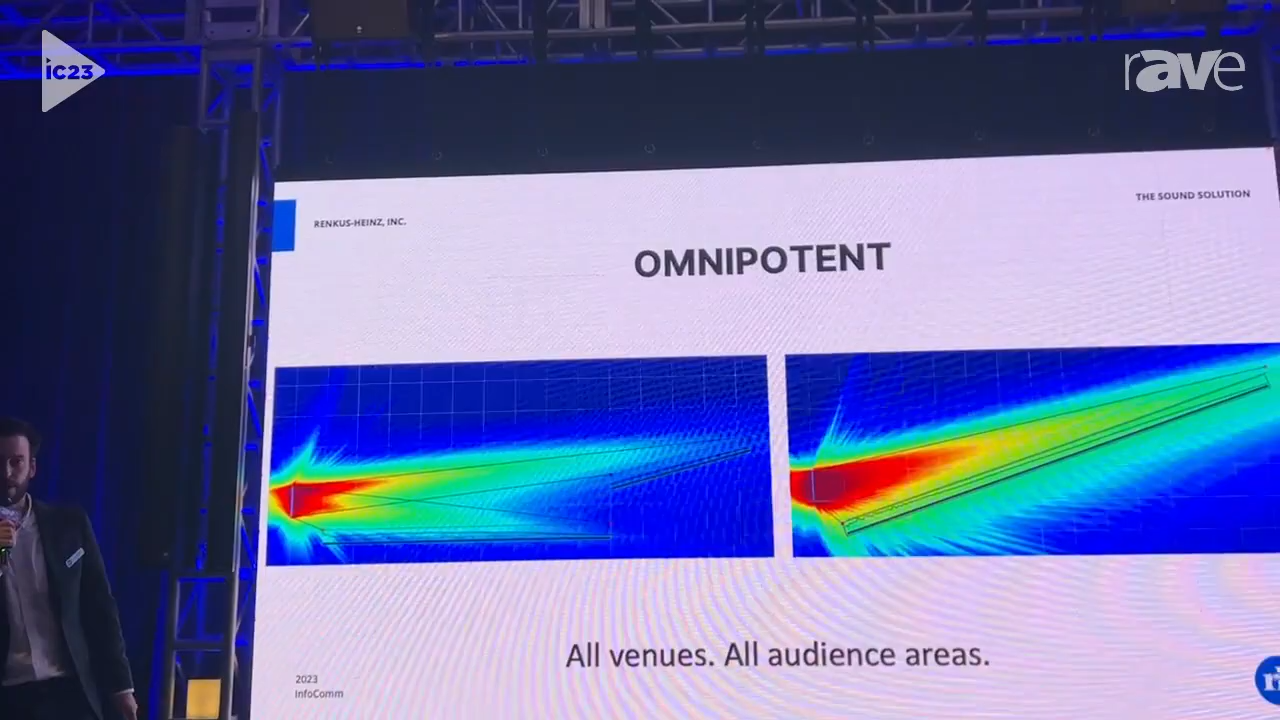 ic23
rave
RENKUS-HEINZ, INC.
THE SOUND SOLUTION
OMNIPOTENT
All venues. All audience areas.
2023
InfoComm